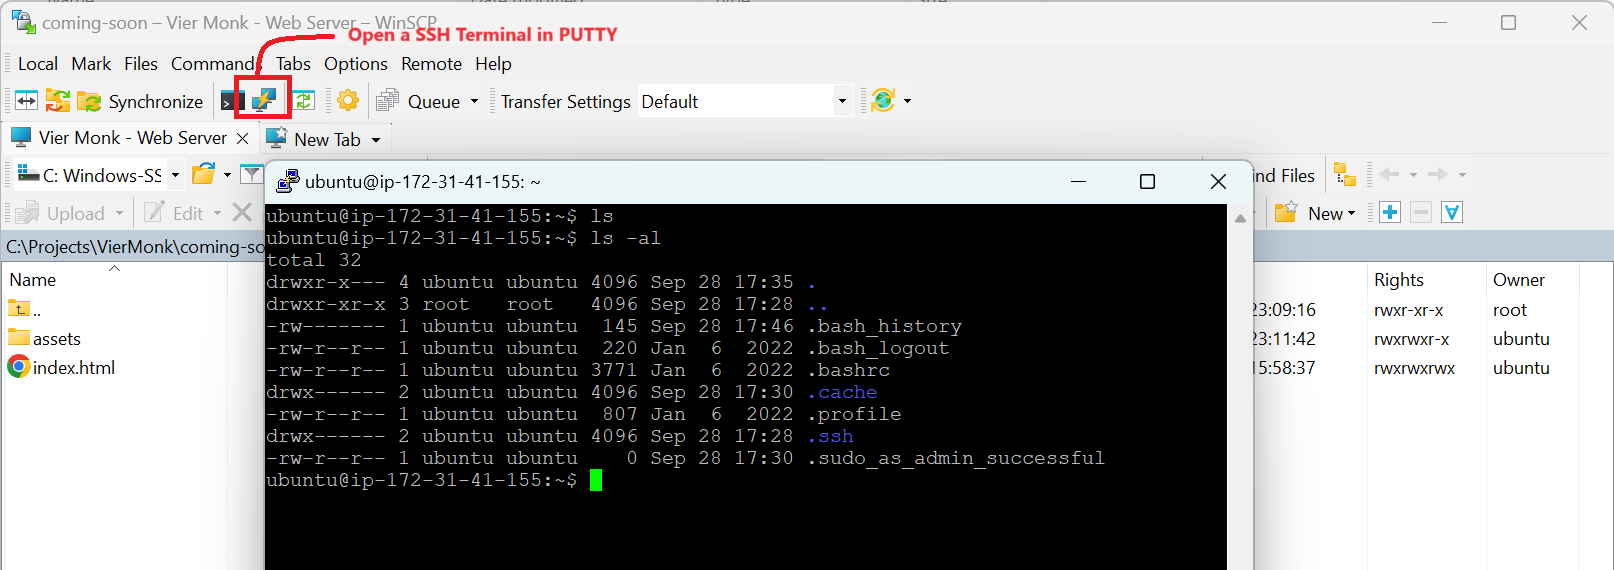 coming-soon – Vier Monk - Web Server – WinSCP
Open a SSH Terminal in PUTTY
Local Mark Files Commands Tabs Options Remote Help
Synchronize Queue Transfer Settings Default
Vier Monk - Web Server New Tab
C: Windows-SS ind Files
ubuntu@ip-172-31-41-155: ~
Upload Edit New
C:\Projects\VierMonk\coming-so
Name Rights Owner
..
assets
index.html
23:09:16 rwxr-xr-x root
23:11:42 rwxrwxr-x ubuntu
15:58:37 rwxrwxrwx ubuntu
ubuntu@ip-172-31-41-155:~$ ls
ubuntu@ip-172-31-41-155:~$ ls -al
total 32
drwxr-x--- 4 ubuntu ubuntu 4096 Sep 28 17:35 .
drwxr-xr-x 3 root   root   4096 Sep 28 17:28 ..
-rw------- 1 ubuntu ubuntu  145 Sep 28 17:46 .bash_history
-rw-r--r-- 1 ubuntu ubuntu  220 Jan  6  2022 .bash_logout
-rw-r--r-- 1 ubuntu ubuntu 3771 Jan  6  2022 .bashrc
drwx------ 2 ubuntu ubuntu 4096 Sep 28 17:30 .cache
-rw-r--r-- 1 ubuntu ubuntu  807 Jan  6  2022 .profile
drwx------ 2 ubuntu ubuntu 4096 Sep 28 17:28 .ssh
-rw-r--r-- 1 ubuntu ubuntu    0 Sep 28 17:30 .sudo_as_admin_successful
ubuntu@ip-172-31-41-155:~$